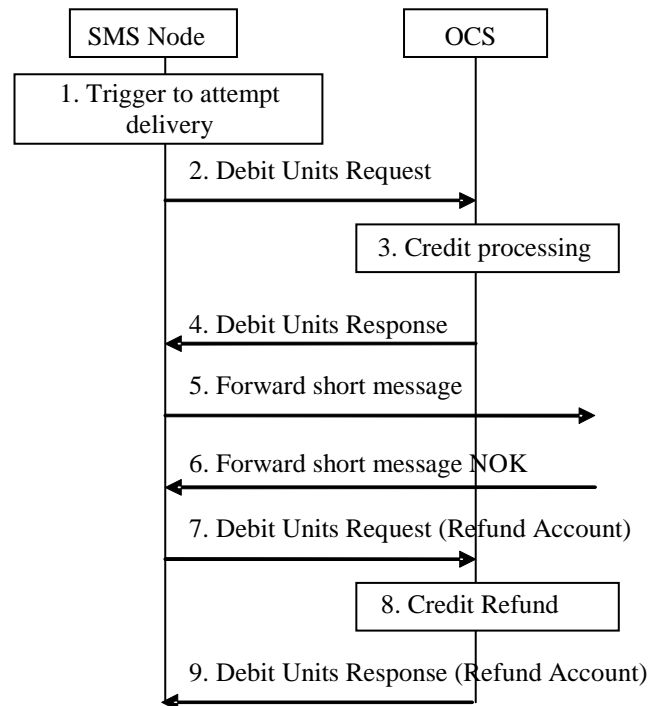 SMS Node
OCS
1. Trigger to attempt
delivery
2. Debit Units Request
3. Credit processing
4. Debit Units Response
5. Forward short message
6. Forward short message NOK
7. Debit Units Request (Refund Account)
8. Credit Refund
9. Debit Units Response (Refund Account)